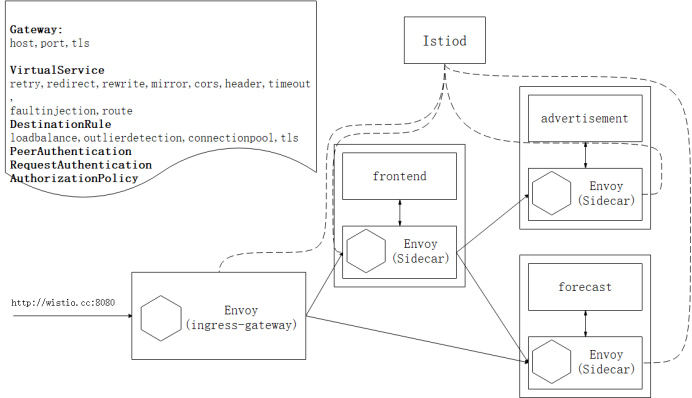 Gateway:
host,port,tls
VirtualService
retry,redirect,rewrite,mirror,cors,header,timeout
,
faultinjection,route
DestinationRule
loadbalance,outlierdetection,connectionpool,tls
PeerAuthentication
RequestAuthentication
AuthorizationPolicy
Istiod
advertisement
Envoy
(Sidecar)
frontend
Envoy
(Sidecar)
forecast
Envoy
(Sidecar)
http://wistio.cc:8080
Envoy
(ingress-gateway)